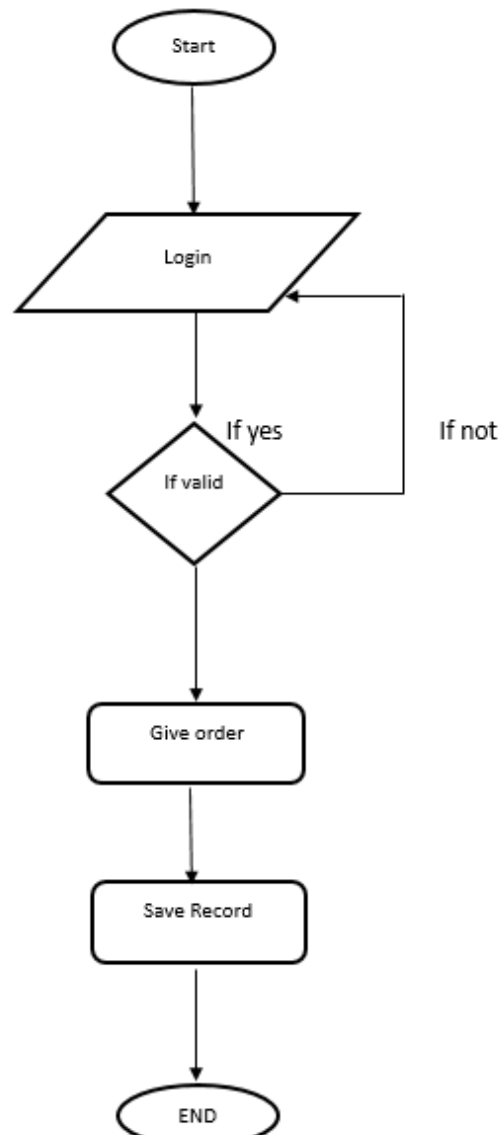 Start
Login
If yes
If not
If valid
Give order
Save Record
END